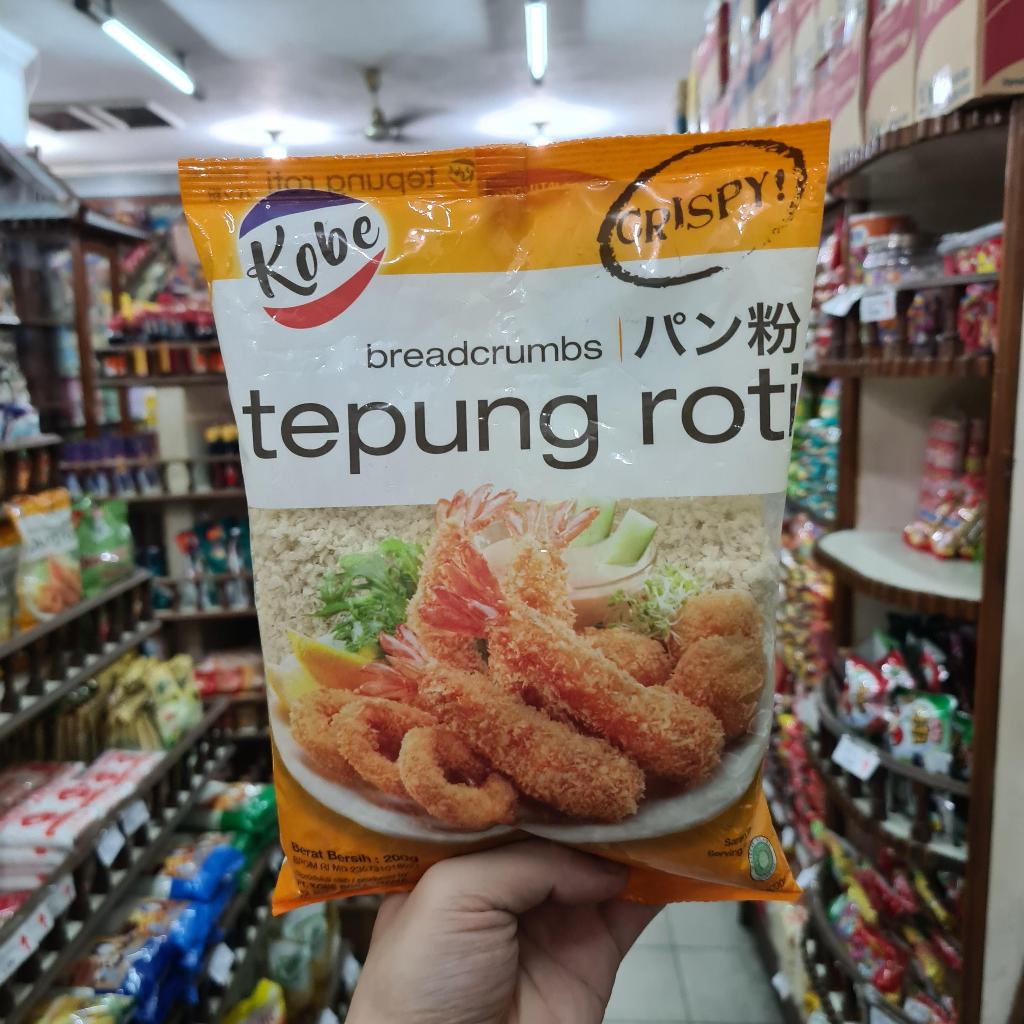 tepung roti
Kobe
CRISPY!
breadcrumbs | パン粉
tepung roti
Berat Bersih : 200g